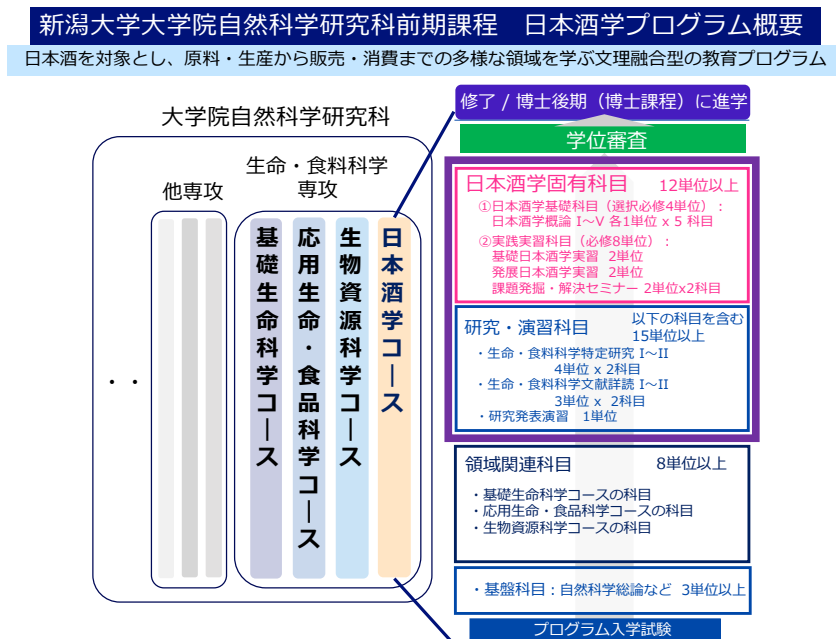 新潟大学大学院自然科学研究科前期課程　日本酒学プログラム概要
日本酒を対象とし、原料・生産から販売・消費までの多様な領域を学ぶ文理融合型の教育プログラム
大学院自然科学研究科
他専攻
生命・食料科学
専攻
・・
基礎生命科学コース
応用生命・食品科学コース
生物資源科学コース
日本酒学コース
修了 / 博士後期（博士課程）に進学
学位審査
日本酒学固有科目　12単位以上
①日本酒学基礎科目（選択必修4単位）：
日本酒学概論 I～V 各1単位 x 5 科目
②実践実習科目（必修8単位）：
基礎日本酒学実習 2単位
発展日本酒学実習 2単位
課題発掘・解決セミナー 2単位x2科目
研究・演習科目　以下の科目を含む
15単位以上
・生命・食料科学特定研究 I～II
4単位 x 2科目
・生命・食料科学文献詳読 I～II
3単位 x 2科目
・研究発表演習 1単位
領域関連科目　8単位以上
・基礎生命科学コースの科目
・応用生命・食品科学コースの科目
・生物資源科学コースの科目
・基盤科目：自然科学総論など 3単位以上
プログラム入学試験